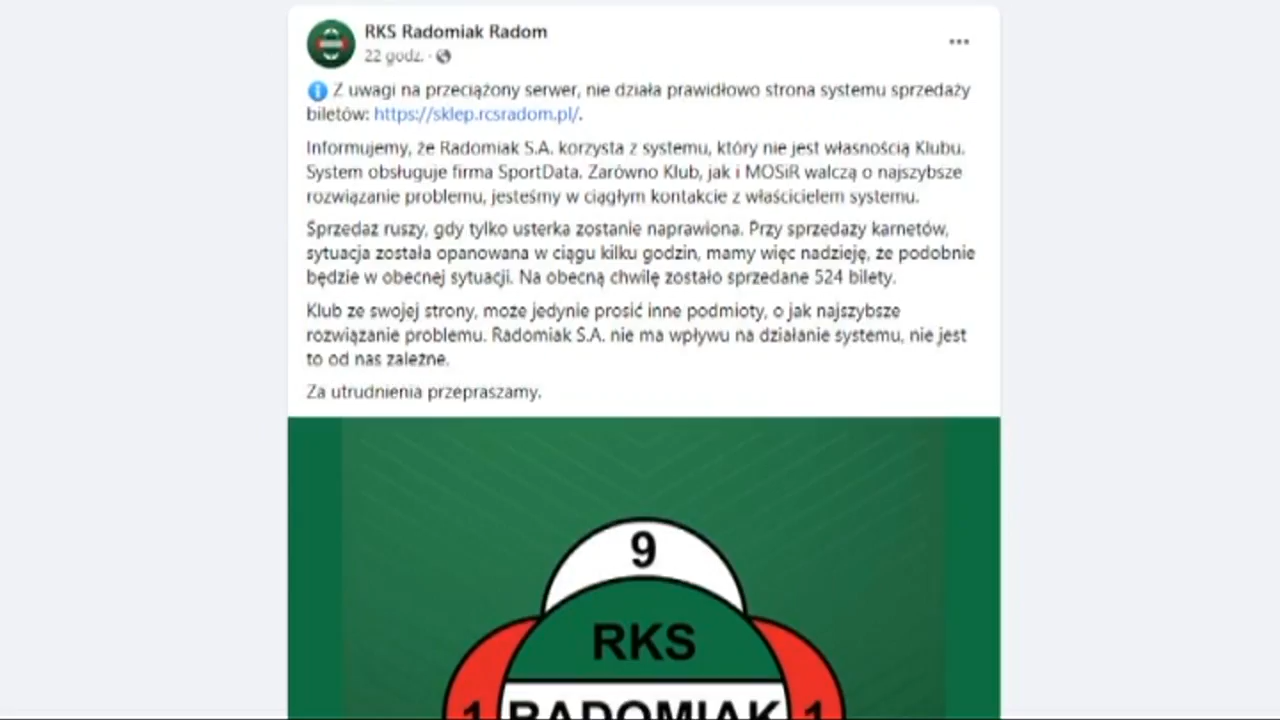 RKS Radomiak Radom
22 godz. ·
Z uwagi na przeciążony serwer, nie działa prawidłowo strona systemu sprzedaży
biletów: https://sklep.rcsradom.pl/.
Informujemy, że Radomiak S.A. korzysta z systemu, który nie jest własnością Klubu.
System obsługuje firma SportData. Zarówno Klub, jak i MOSiR walczą o najszybsze
rozwiązanie problemu, jesteśmy w ciągłym kontakcie z właścicielem systemu.
Sprzedaż ruszy, gdy tylko usterka zostanie naprawiona. Przy sprzedaży karnetów,
sytuacja została opanowana w ciągu kilku godzin, mamy więc nadzieję, że podobnie
będzie w obecnej sytuacji. Na obecną chwilę zostało sprzedane 524 bilety.
Klub ze swojej strony, może jedynie prosić inne podmioty, o jak najszybsze
rozwiązanie problemu. Radomiak S.A. nie ma wpływu na działanie systemu, nie jest
to od nas zależne.
Za utrudnienia przepraszamy.
9
RKS
1 RADOMIAK 1